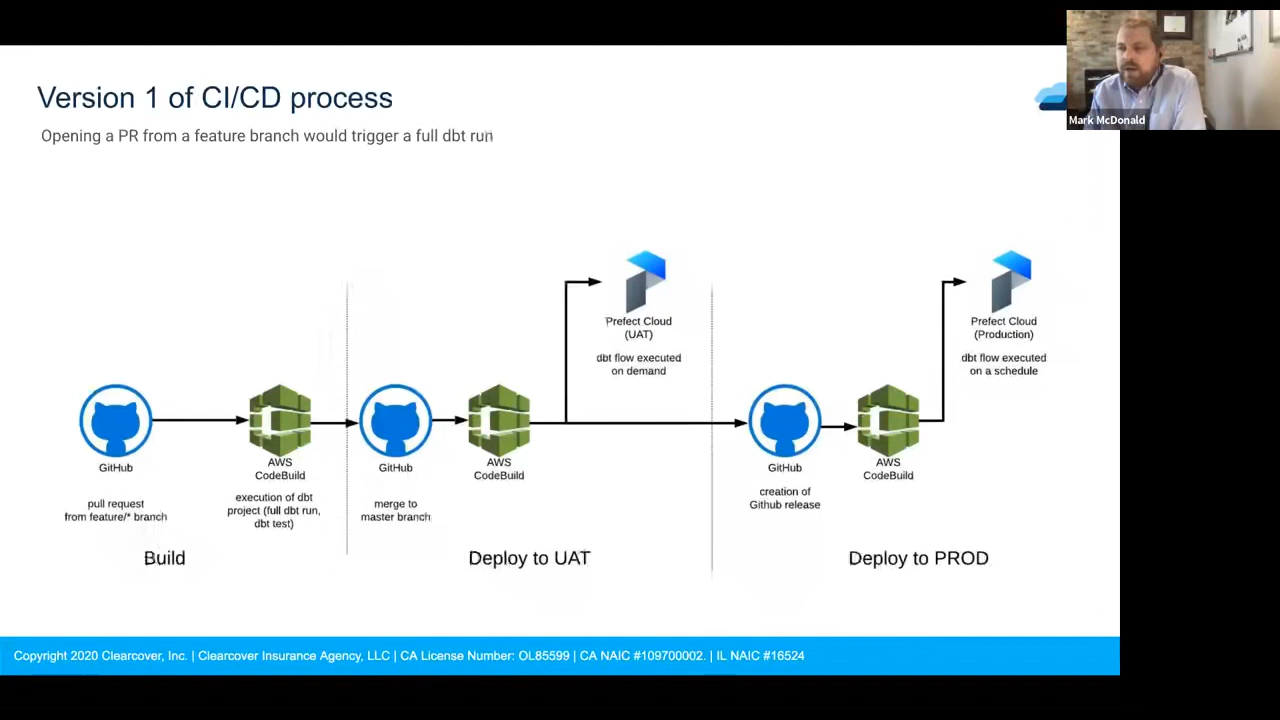 Version 1 of CI/CD process
Opening a PR from a feature branch would trigger a full dbt run
Mark McDonald
Prefect Cloud
(UAT)
dbt flow executed
on demand
Prefect Cloud
(Production)
dbt flow executed
on a schedule
GitHub
pull request
from feature/* branch
AWS
CodeBuild
execution of dbt
project (full dbt run,
dbt test)
GitHub
merge to
master branch
AWS
CodeBuild
GitHub
creation of
Github release
AWS
CodeBuild
Build
Deploy to UAT
Deploy to PROD
Copyright 2020 Clearcover, Inc. | Clearcover Insurance Agency, LLC | CA License Number: OL85599 | CA NAIC #109700002. | IL NAIC #16524